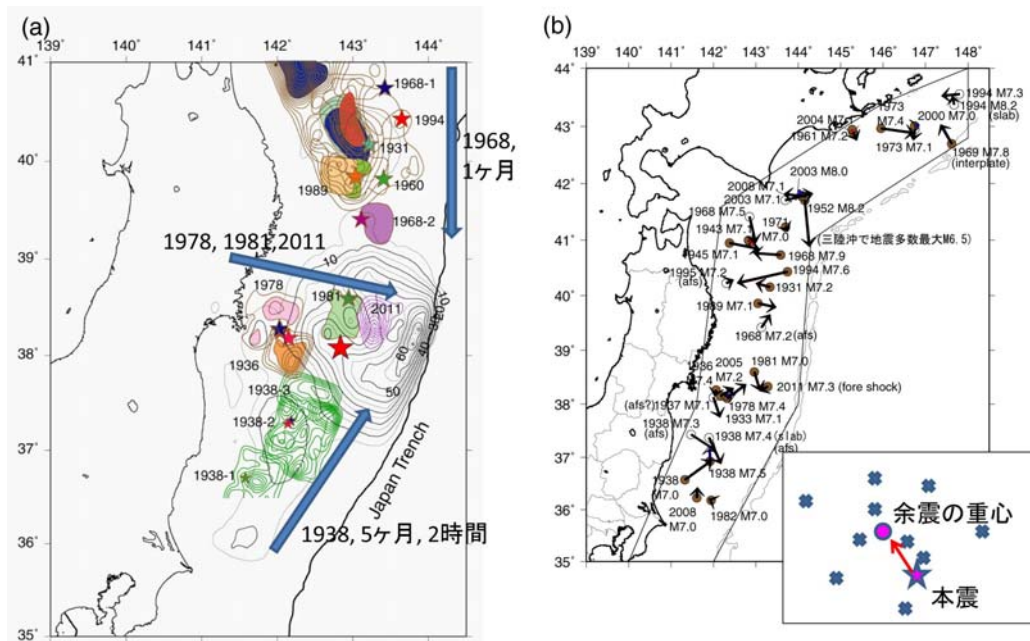 (a)
139° 140° 141° 142° 143° 144°
41°
40°
39°
38°
37°
36°
35°
1968-1
1994
1931
1989
1960
1968-2
1968,
1ヶ月
1978, 1981,2011
10
1978
1981
2011
10
20
30
40
60
50
1936
1938-3
1938-2
1938-1
Japan Trench
1938, 5ヶ月, 2時間
(b)
139° 140° 141° 142° 143° 144° 145° 146° 147° 148°
44°
43°
42°
41°
40°
39°
38°
37°
36°
35°
1994 M7.3
1994 M8.2
(slab)
1973
M7.4
2000 M7.0
1961 M7.2
1973 M7.1
1969 M7.8
(interplate)
2003 M8.0
2008 M7.1
2003 M7.1
1952 M8.2
1968 M7.5
1971
M7.0
1943 M7.1
(三陸沖で地震多数最大M6.5)
1945 M7.1
1968 M7.9
1994 M7.6
1995 M7.2
(afs)
1931 M7.2
1989 M7.1
1968 M7.2(afs)
1936
M7.4
2005
M7.2
1981 M7.0
2011 M7.3 (fore shock)
(afs?)1937 M7.1
1978 M7.4
1933 M7.1
1938 M7.3
(afs)
1938 M7.4 (slab)
(afs)
1938 M7.5
1938
M7.0
2008
M7.0
1982 M7.0
余震の重心
本震